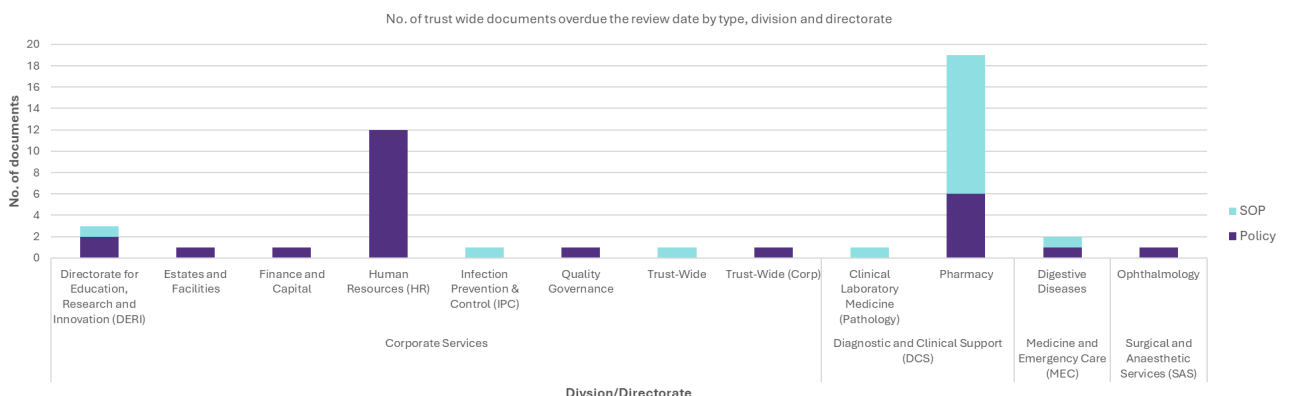 No. of trust wide documents overdue the review date by type, division and directorate
No. of documents
20
18
16
14
12
10
8
6
4
2
0
SOP
Policy
Directorate for
Education,
Research and
Innovation (DERI)
Estates and
Facilities
Finance and
Capital
Human
Resources (HR)
Infection
Prevention &
Control (IPC)
Quality
Governance
Trust-Wide
Trust-Wide (Corp)
Clinical
Laboratory
Medicine
(Pathology)
Pharmacy
Digestive
Diseases
Ophthalmology
Corporate Services
Diagnostic and Clinical Support
(DCS)
Medicine and
Emergency Care
(MEC)
Surgical and
Anaesthetic
Services (SAS)
Divsion/Directorate